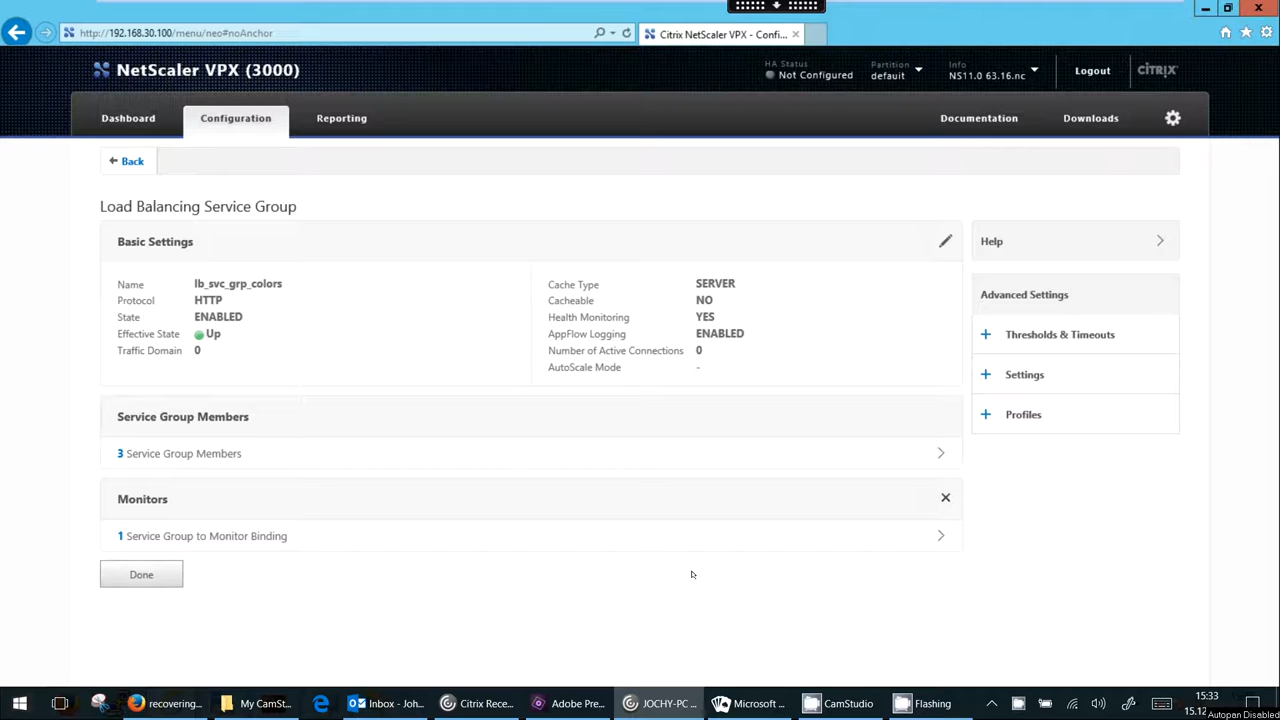 http://192.168.30.100/menu/neo#noAnchor
Citrix NetScaler VPX - Confi...
NetScaler VPX (3000)
HA Status
Not Configured
Partition
default
Info
NS11.0 63.16.nc
Logout
CITRIX
Dashboard
Configuration
Reporting
Documentation
Downloads
Back
Load Balancing Service Group
Basic Settings
Name lb_svc_grp_colors
Protocol HTTP
State ENABLED
Effective State Up
Traffic Domain 0
Cache Type SERVER
Cacheable NO
Health Monitoring YES
AppFlow Logging ENABLED
Number of Active Connections 0
AutoScale Mode -
Help
Advanced Settings
+ Thresholds & Timeouts
+ Settings
+ Profiles
Service Group Members
3 Service Group Members
Monitors
1 Service Group to Monitor Binding
Done
recovering...
My CamSt...
Inbox - Joh...
Citrix Rece...
Adobe Pre...
JOCHY-PC ...
Microsoft ...
CamStudio
Flashing
15:33
15.12
Autopan Disabled